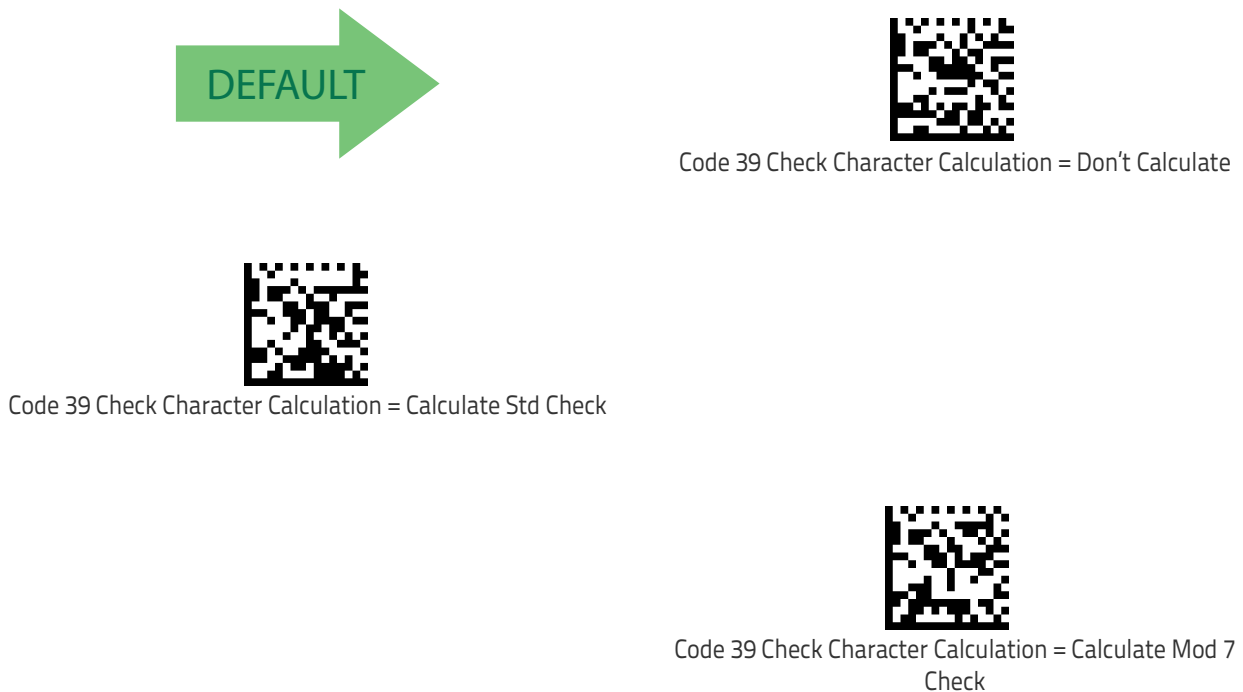 DEFAULT
Code 39 Check Character Calculation = Don't Calculate
Code 39 Check Character Calculation = Calculate Std Check
Code 39 Check Character Calculation = Calculate Mod 7
Check